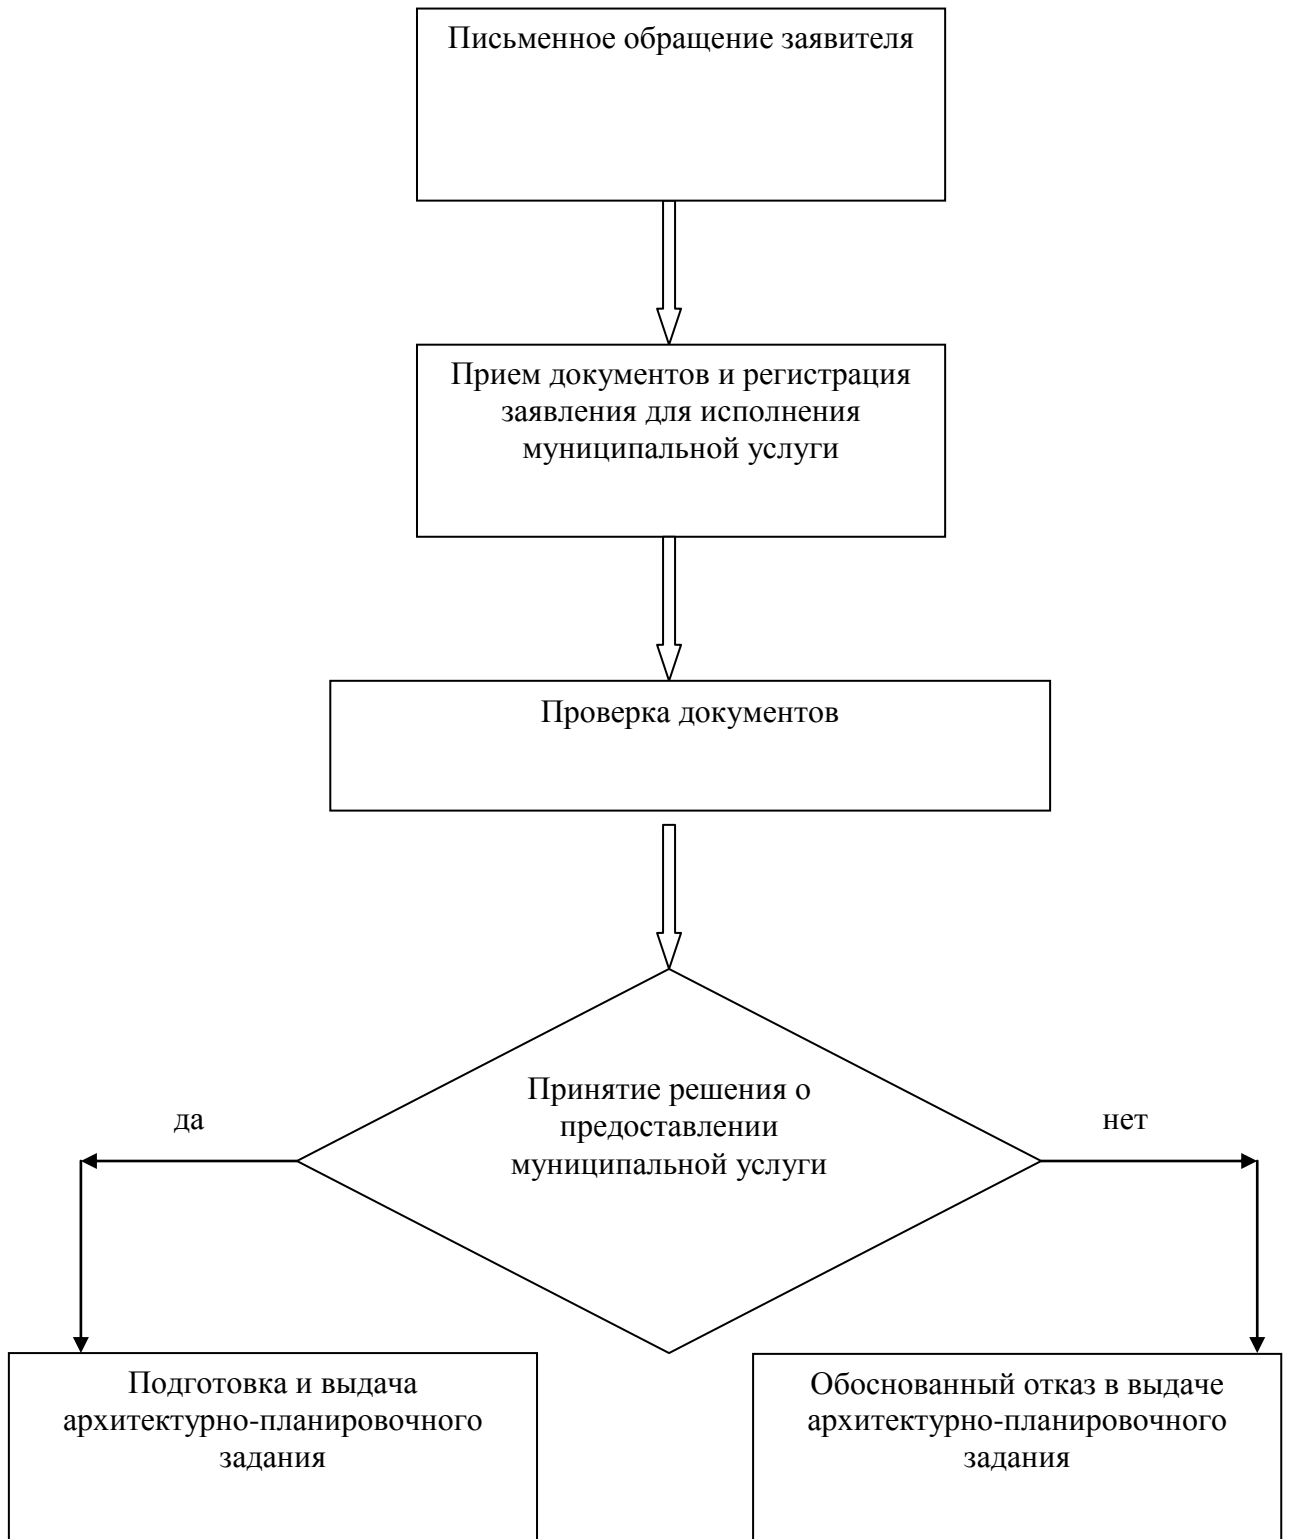 Письменное обращение заявителя
Прием документов и регистрация
заявления для исполнения
муниципальной услуги
Проверка документов
Принятие решения о
предоставлении
муниципальной услуги
да
нет
Подготовка и выдача
архитектурно-планировочного
задания
Обоснованный отказ в выдаче
архитектурно-планировочного
задания